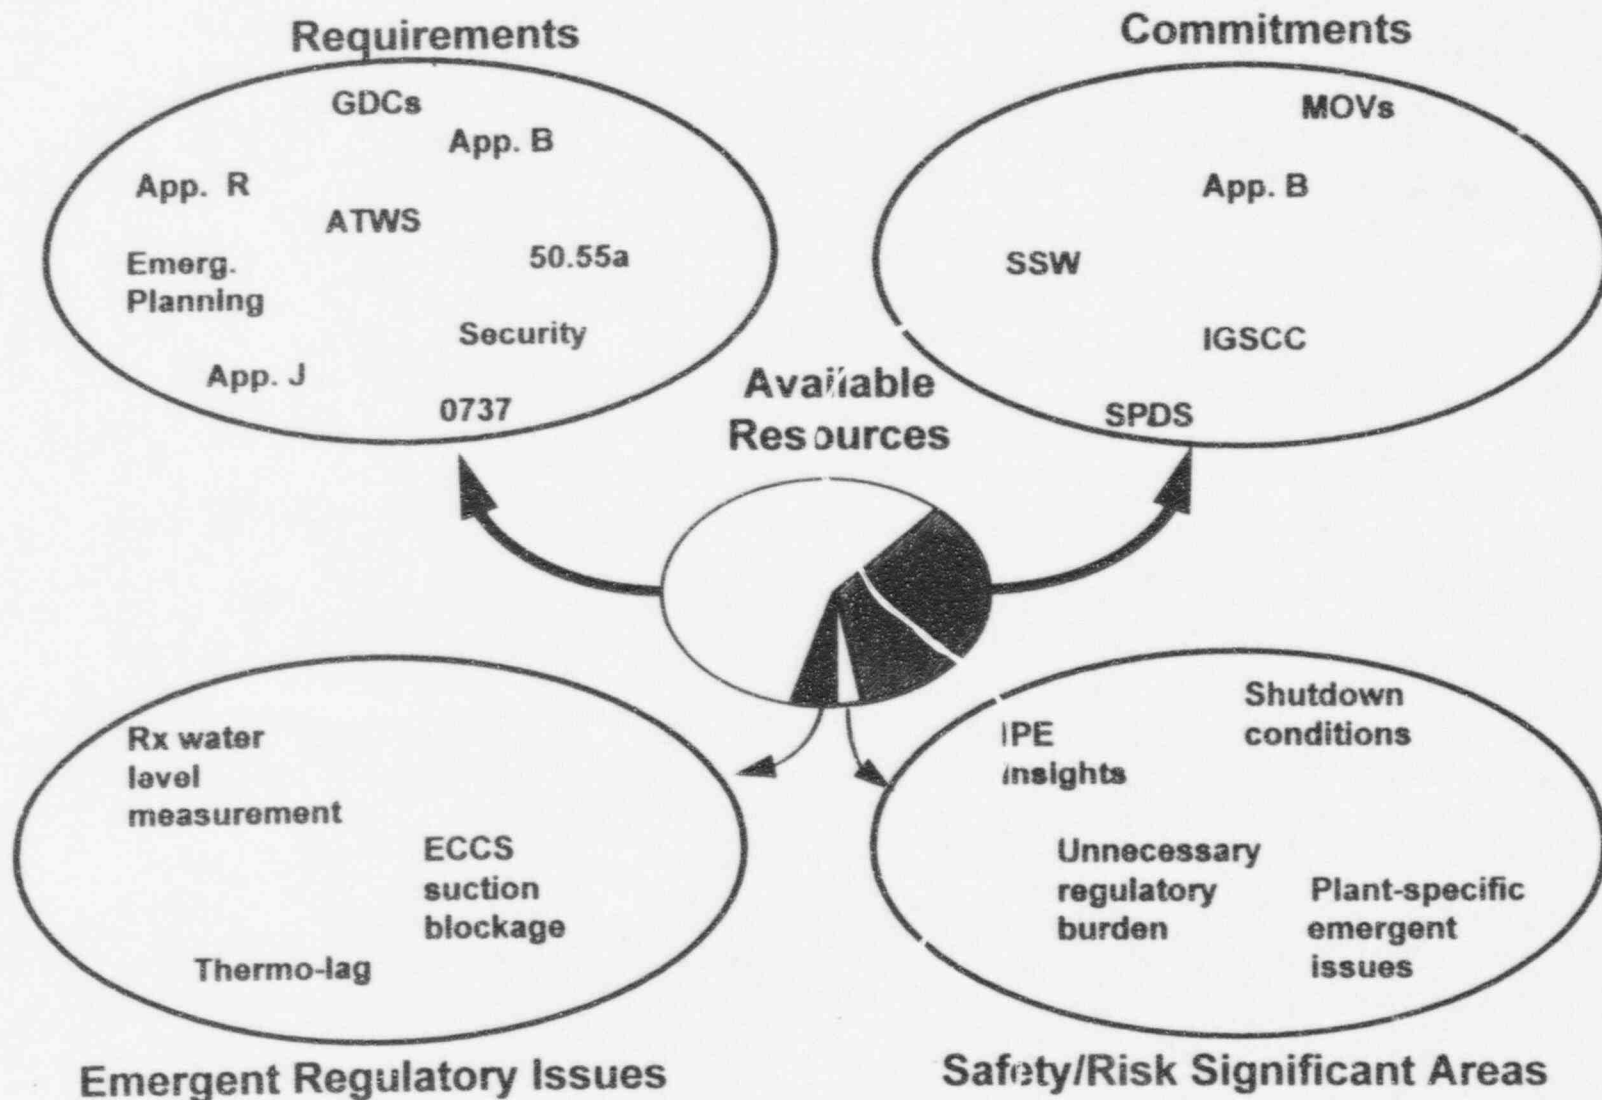 Requirements
GDCs
App. B
App. R
ATWS
Emerg.
Planning
50.55a
Security
App. J
0737
Commitments
MOVs
App. B
SSW
IGSCC
SPDS
Available
Resources
Rx water
level
measurement
ECCS
suction
blockage
Thermo-lag
Emergent Regulatory Issues
IPE
insights
Shutdown
conditions
Unnecessary
regulatory
burden
Plant-specific
emergent
issues
Safety/Risk Significant Areas